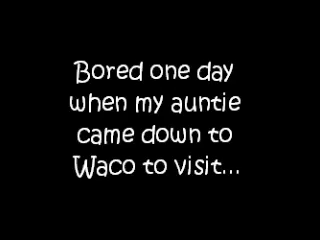 Bored one day
when my auntie
came down to
Waco to visit...